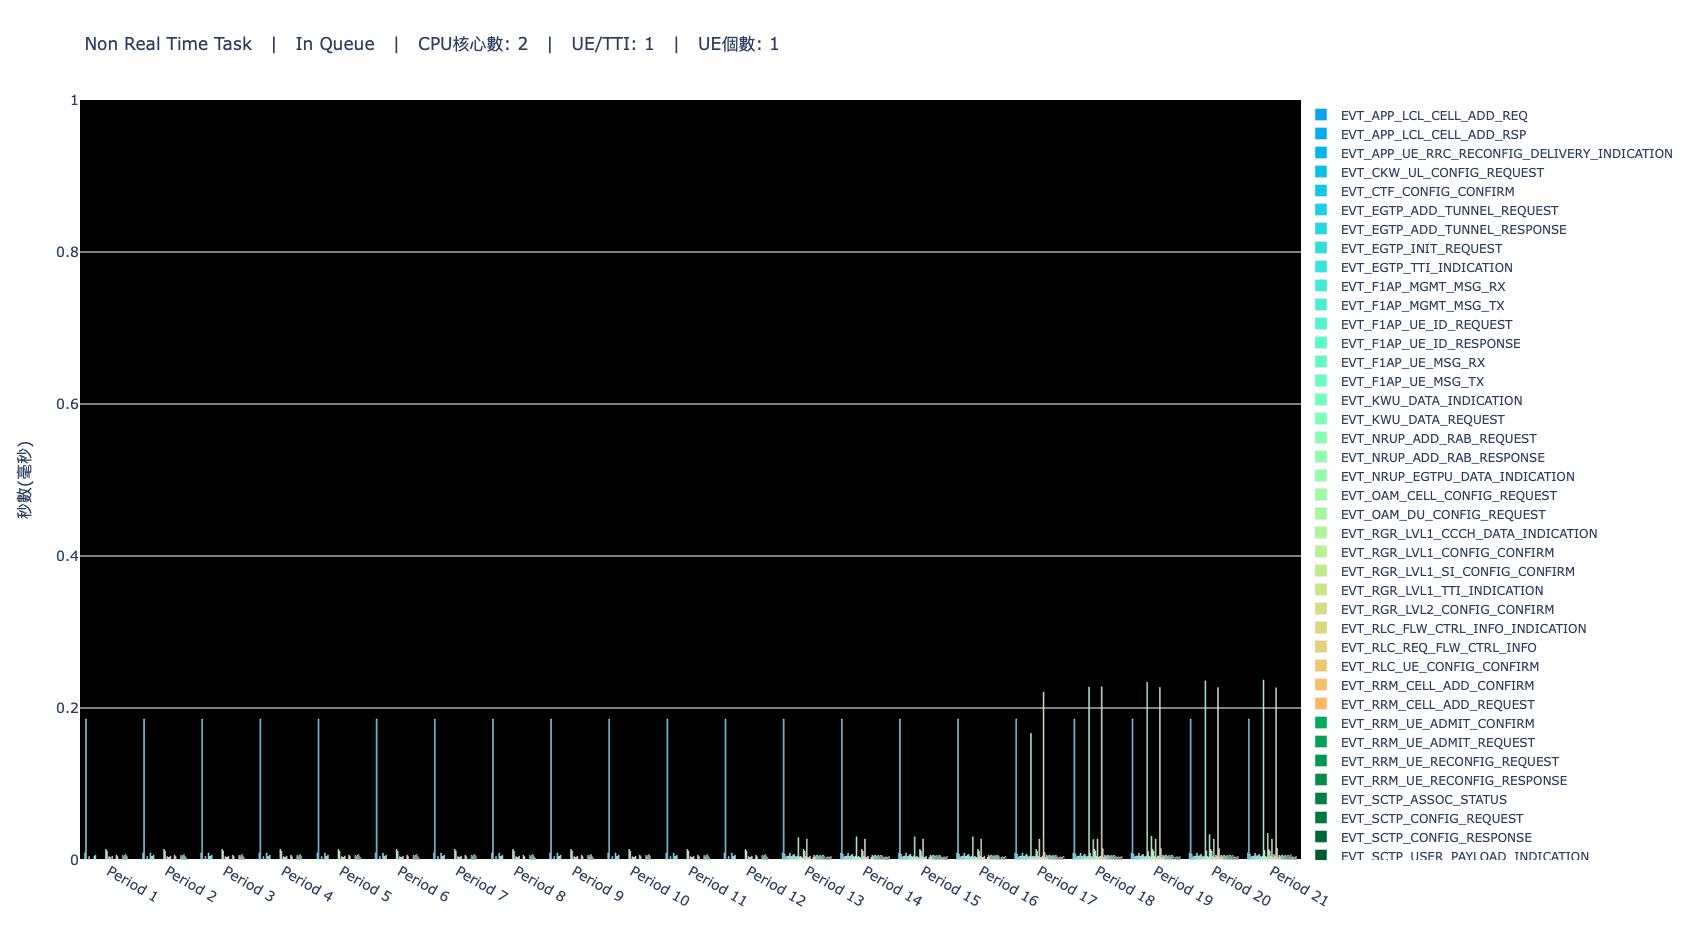 Non Real Time Task | In Queue | CPU核心數: 2 | UE/TTI: 1 | UE個數: 1
1
0.8
0.6
0.4
0.2
0
秒數(毫秒)
Period 1
Period 2
Period 3
Period 4
Period 5
Period 6
Period 7
Period 8
Period 9
Period 10
Period 11
Period 12
Period 13
Period 14
Period 15
Period 16
Period 17
Period 18
Period 19
Period 20
Period 21
EVT_APP_LCL_CELL_ADD_REQ
EVT_APP_LCL_CELL_ADD_RSP
EVT_APP_UE_RRC_RECONFIG_DELIVERY_INDICATION
EVT_CKW_UL_CONFIG_REQUEST
EVT_CTF_CONFIG_CONFIRM
EVT_EGTP_ADD_TUNNEL_REQUEST
EVT_EGTP_ADD_TUNNEL_RESPONSE
EVT_EGTP_INIT_REQUEST
EVT_EGTP_TTI_INDICATION
EVT_F1AP_MGMT_MSG_RX
EVT_F1AP_MGMT_MSG_TX
EVT_F1AP_UE_ID_REQUEST
EVT_F1AP_UE_ID_RESPONSE
EVT_F1AP_UE_MSG_RX
EVT_F1AP_UE_MSG_TX
EVT_KWU_DATA_INDICATION
EVT_KWU_DATA_REQUEST
EVT_NRUP_ADD_RAB_REQUEST
EVT_NRUP_ADD_RAB_RESPONSE
EVT_NRUP_EGTPU_DATA_INDICATION
EVT_OAM_CELL_CONFIG_REQUEST
EVT_OAM_DU_CONFIG_REQUEST
EVT_RGR_LVL1_CCCH_DATA_INDICATION
EVT_RGR_LVL1_CONFIG_CONFIRM
EVT_RGR_LVL1_SI_CONFIG_CONFIRM
EVT_RGR_LVL1_TTI_INDICATION
EVT_RGR_LVL2_CONFIG_CONFIRM
EVT_RLC_FLW_CTRL_INFO_INDICATION
EVT_RLC_REQ_FLW_CTRL_INFO
EVT_RLC_UE_CONFIG_CONFIRM
EVT_RRM_CELL_ADD_CONFIRM
EVT_RRM_CELL_ADD_REQUEST
EVT_RRM_UE_ADMIT_CONFIRM
EVT_RRM_UE_ADMIT_REQUEST
EVT_RRM_UE_RECONFIG_REQUEST
EVT_RRM_UE_RECONFIG_RESPONSE
EVT_SCTP_ASSOC_STATUS
EVT_SCTP_CONFIG_REQUEST
EVT_SCTP_CONFIG_RESPONSE
EVT_SCTP_USER_PAYLOAD_INDICATION